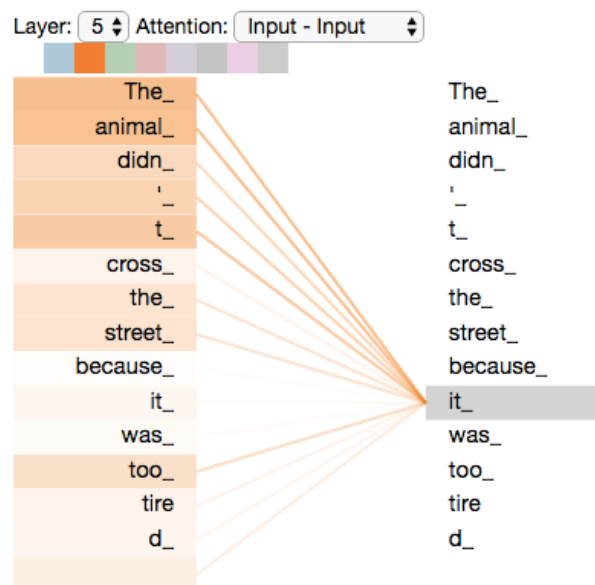 Layer: 5 Attention: Input - Input
The_ The_
animal_ animal_
didn_ didn_
'_ '_
t_ t_
cross_ cross_
the_ the_
street_ street_
because_ because_
it_ it_
was_ was_
too_ too_
tire tire
d_ d_